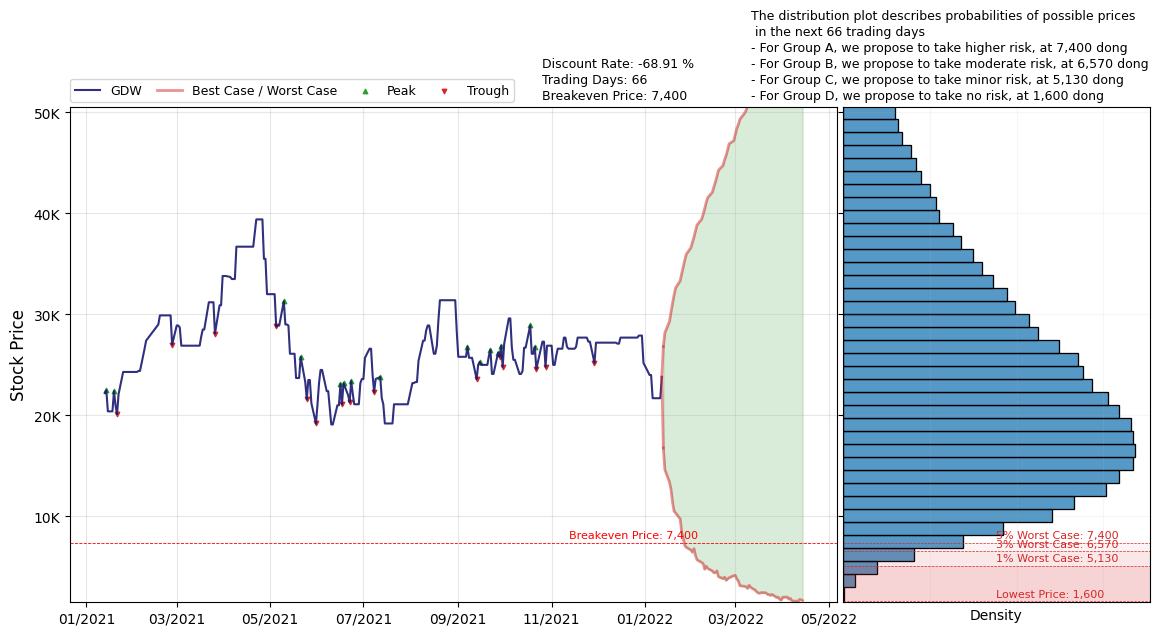 The distribution plot describes probabilities of possible prices
in the next 66 trading days
- For Group A, we propose to take higher risk, at 7,400 dong
- For Group B, we propose to take moderate risk, at 6,570 dong
- For Group C, we propose to take minor risk, at 5,130 dong
- For Group D, we propose to take no risk, at 1,600 dong
Discount Rate: -68.91 %
Trading Days: 66
Breakeven Price: 7,400
GDW
Best Case / Worst Case
Peak
Trough
Stock Price
50K
40K
30K
20K
10K
Breakeven Price: 7,400
01/2021
03/2021
05/2021
07/2021
09/2021
11/2021
01/2022
03/2022
05/2022
5% Worst Case: 7,400
3% Worst Case: 6,570
1% Worst Case: 5,130
Lowest Price: 1,600
Density